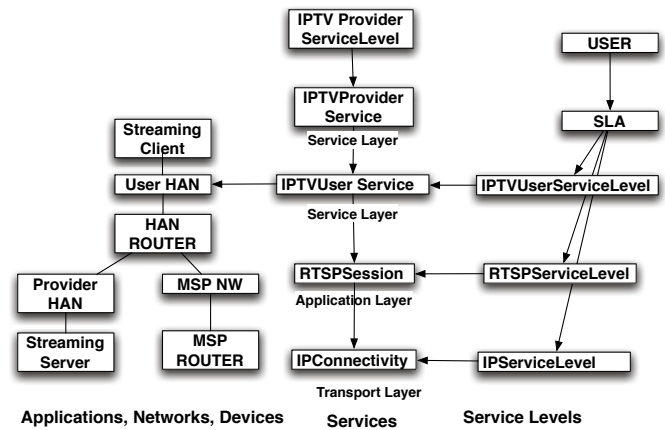 IPTV Provider
ServiceLevel
USER
IPTVProvider
Service
SLA
Streaming
Client
Service Layer
User HAN
IPTVUser Service
IPTVUserServiceLevel
Service Layer
HAN
ROUTER
Provider
HAN
MSP NW
RTSPSession
RTSPServiceLevel
Application Layer
Streaming
Server
MSP
ROUTER
IPConnectivity
IPServiceLevel
Transport Layer
Applications, Networks, Devices
Services
Service Levels